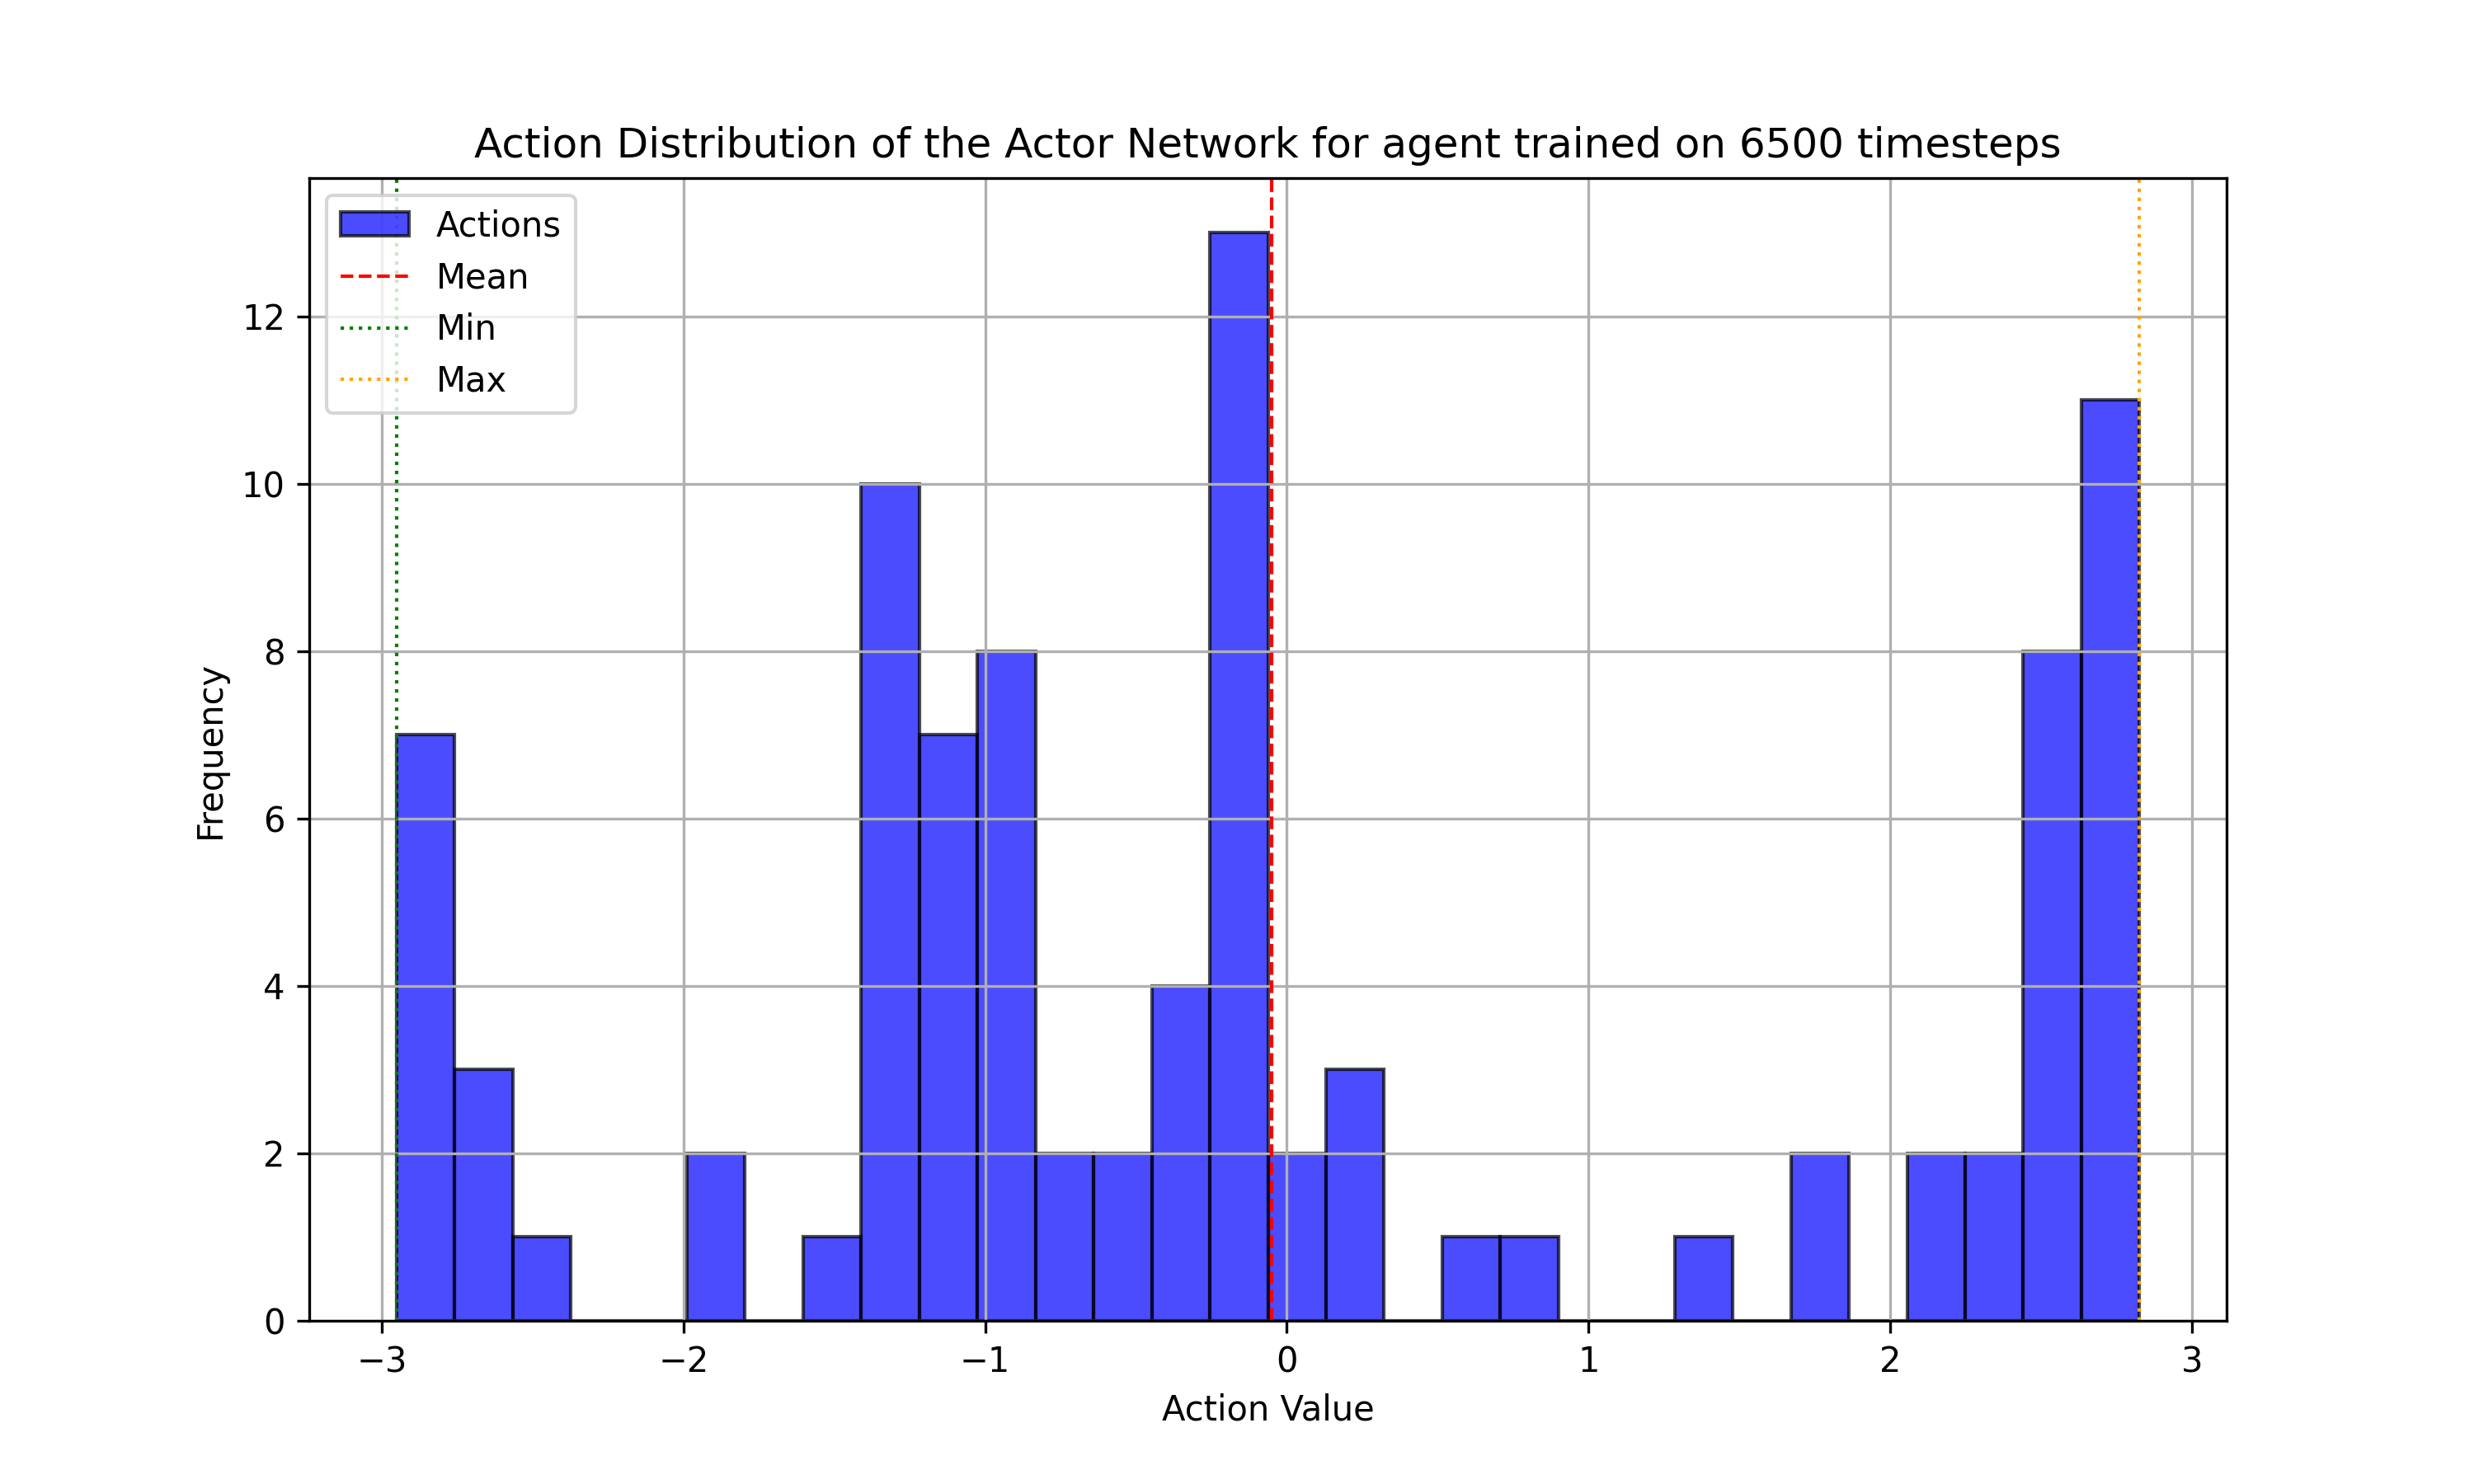 Action Distribution of the Actor Network for agent trained on 6500 timesteps
Actions
Mean
Min
Max
12
10
8
6
4
2
0
Frequency
−3 −2 −1 0 1 2 3
Action Value